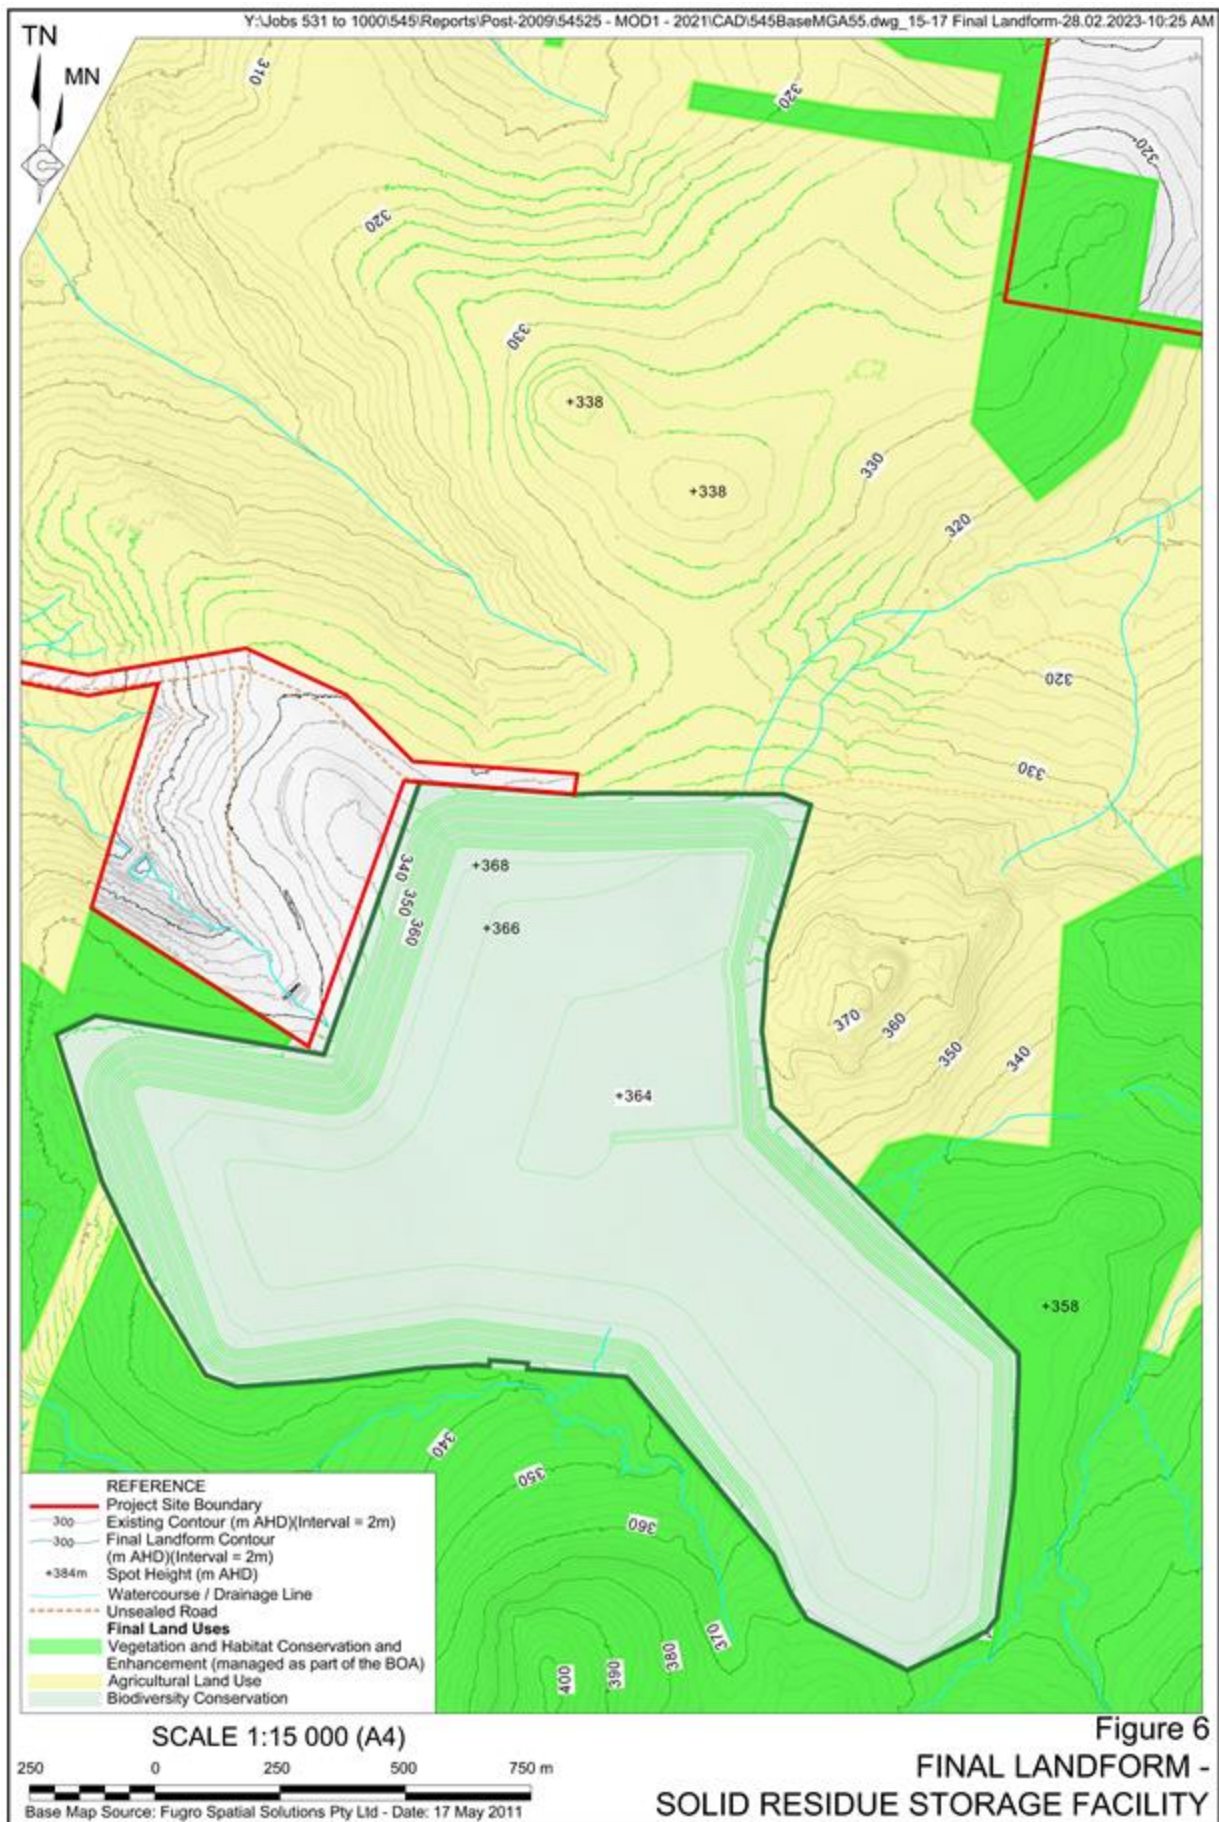 Y:\Jobs 531 to 1000\545\Reports\Post-2009\54525 - MOD1 - 2021\CAD\545BaseMGA55.dwg_15-17 Final Landform-28.02.2023-10:25 AM
TN
MN
310
320
320
320
330
+338
+338
330
320
320
330
340
350
360
+368
+366
370
360
350
340
+364
+358
340
350
360
370
380
390
400
REFERENCE
Project Site Boundary
300 Existing Contour (m AHD)(Interval = 2m)
300 Final Landform Contour
(m AHD)(Interval = 2m)
+384m Spot Height (m AHD)
Watercourse / Drainage Line
Unsealed Road
Final Land Uses
Vegetation and Habitat Conservation and
Enhancement (managed as part of the BOA)
Agricultural Land Use
Biodiversity Conservation
SCALE 1:15 000 (A4)
250 0 250 500 750 m
Base Map Source: Fugro Spatial Solutions Pty Ltd - Date: 17 May 2011
Figure 6
FINAL LANDFORM -
SOLID RESIDUE STORAGE FACILITY